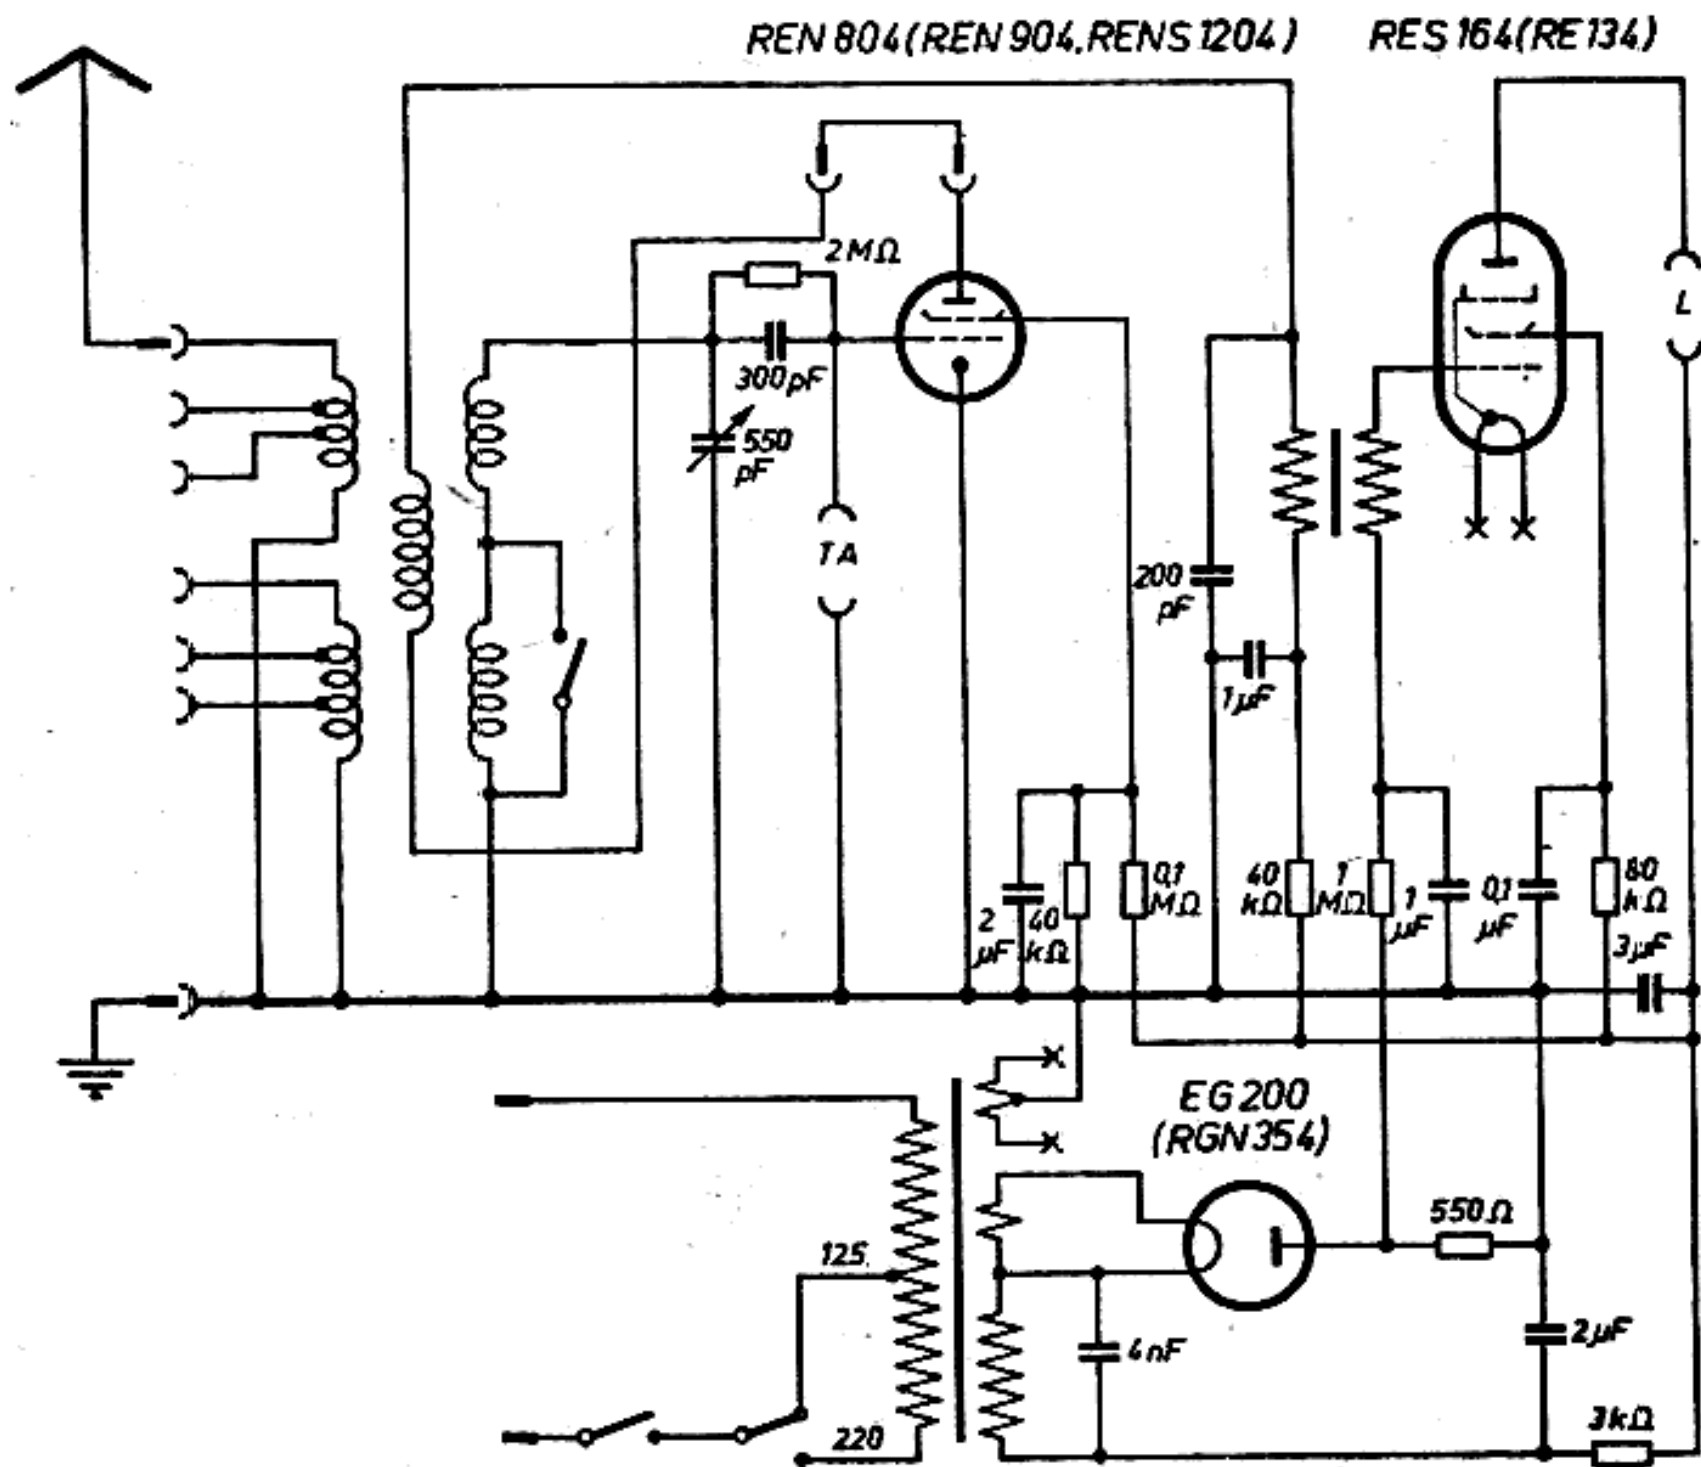 REN 804 (REN 904, RENS 1204)
RES 164 (RE 134)
2 MΩ
300 pF
550
pF
TA
L
200
pF
1 µF
2
µF
40
kΩ
0,1
MΩ
40
kΩ
1
MΩ
1
µF
0,1
µF
80
kΩ
3 µF
EG 200
(RGN 354)
550 Ω
125
4 nF
2 µF
220
3 kΩ